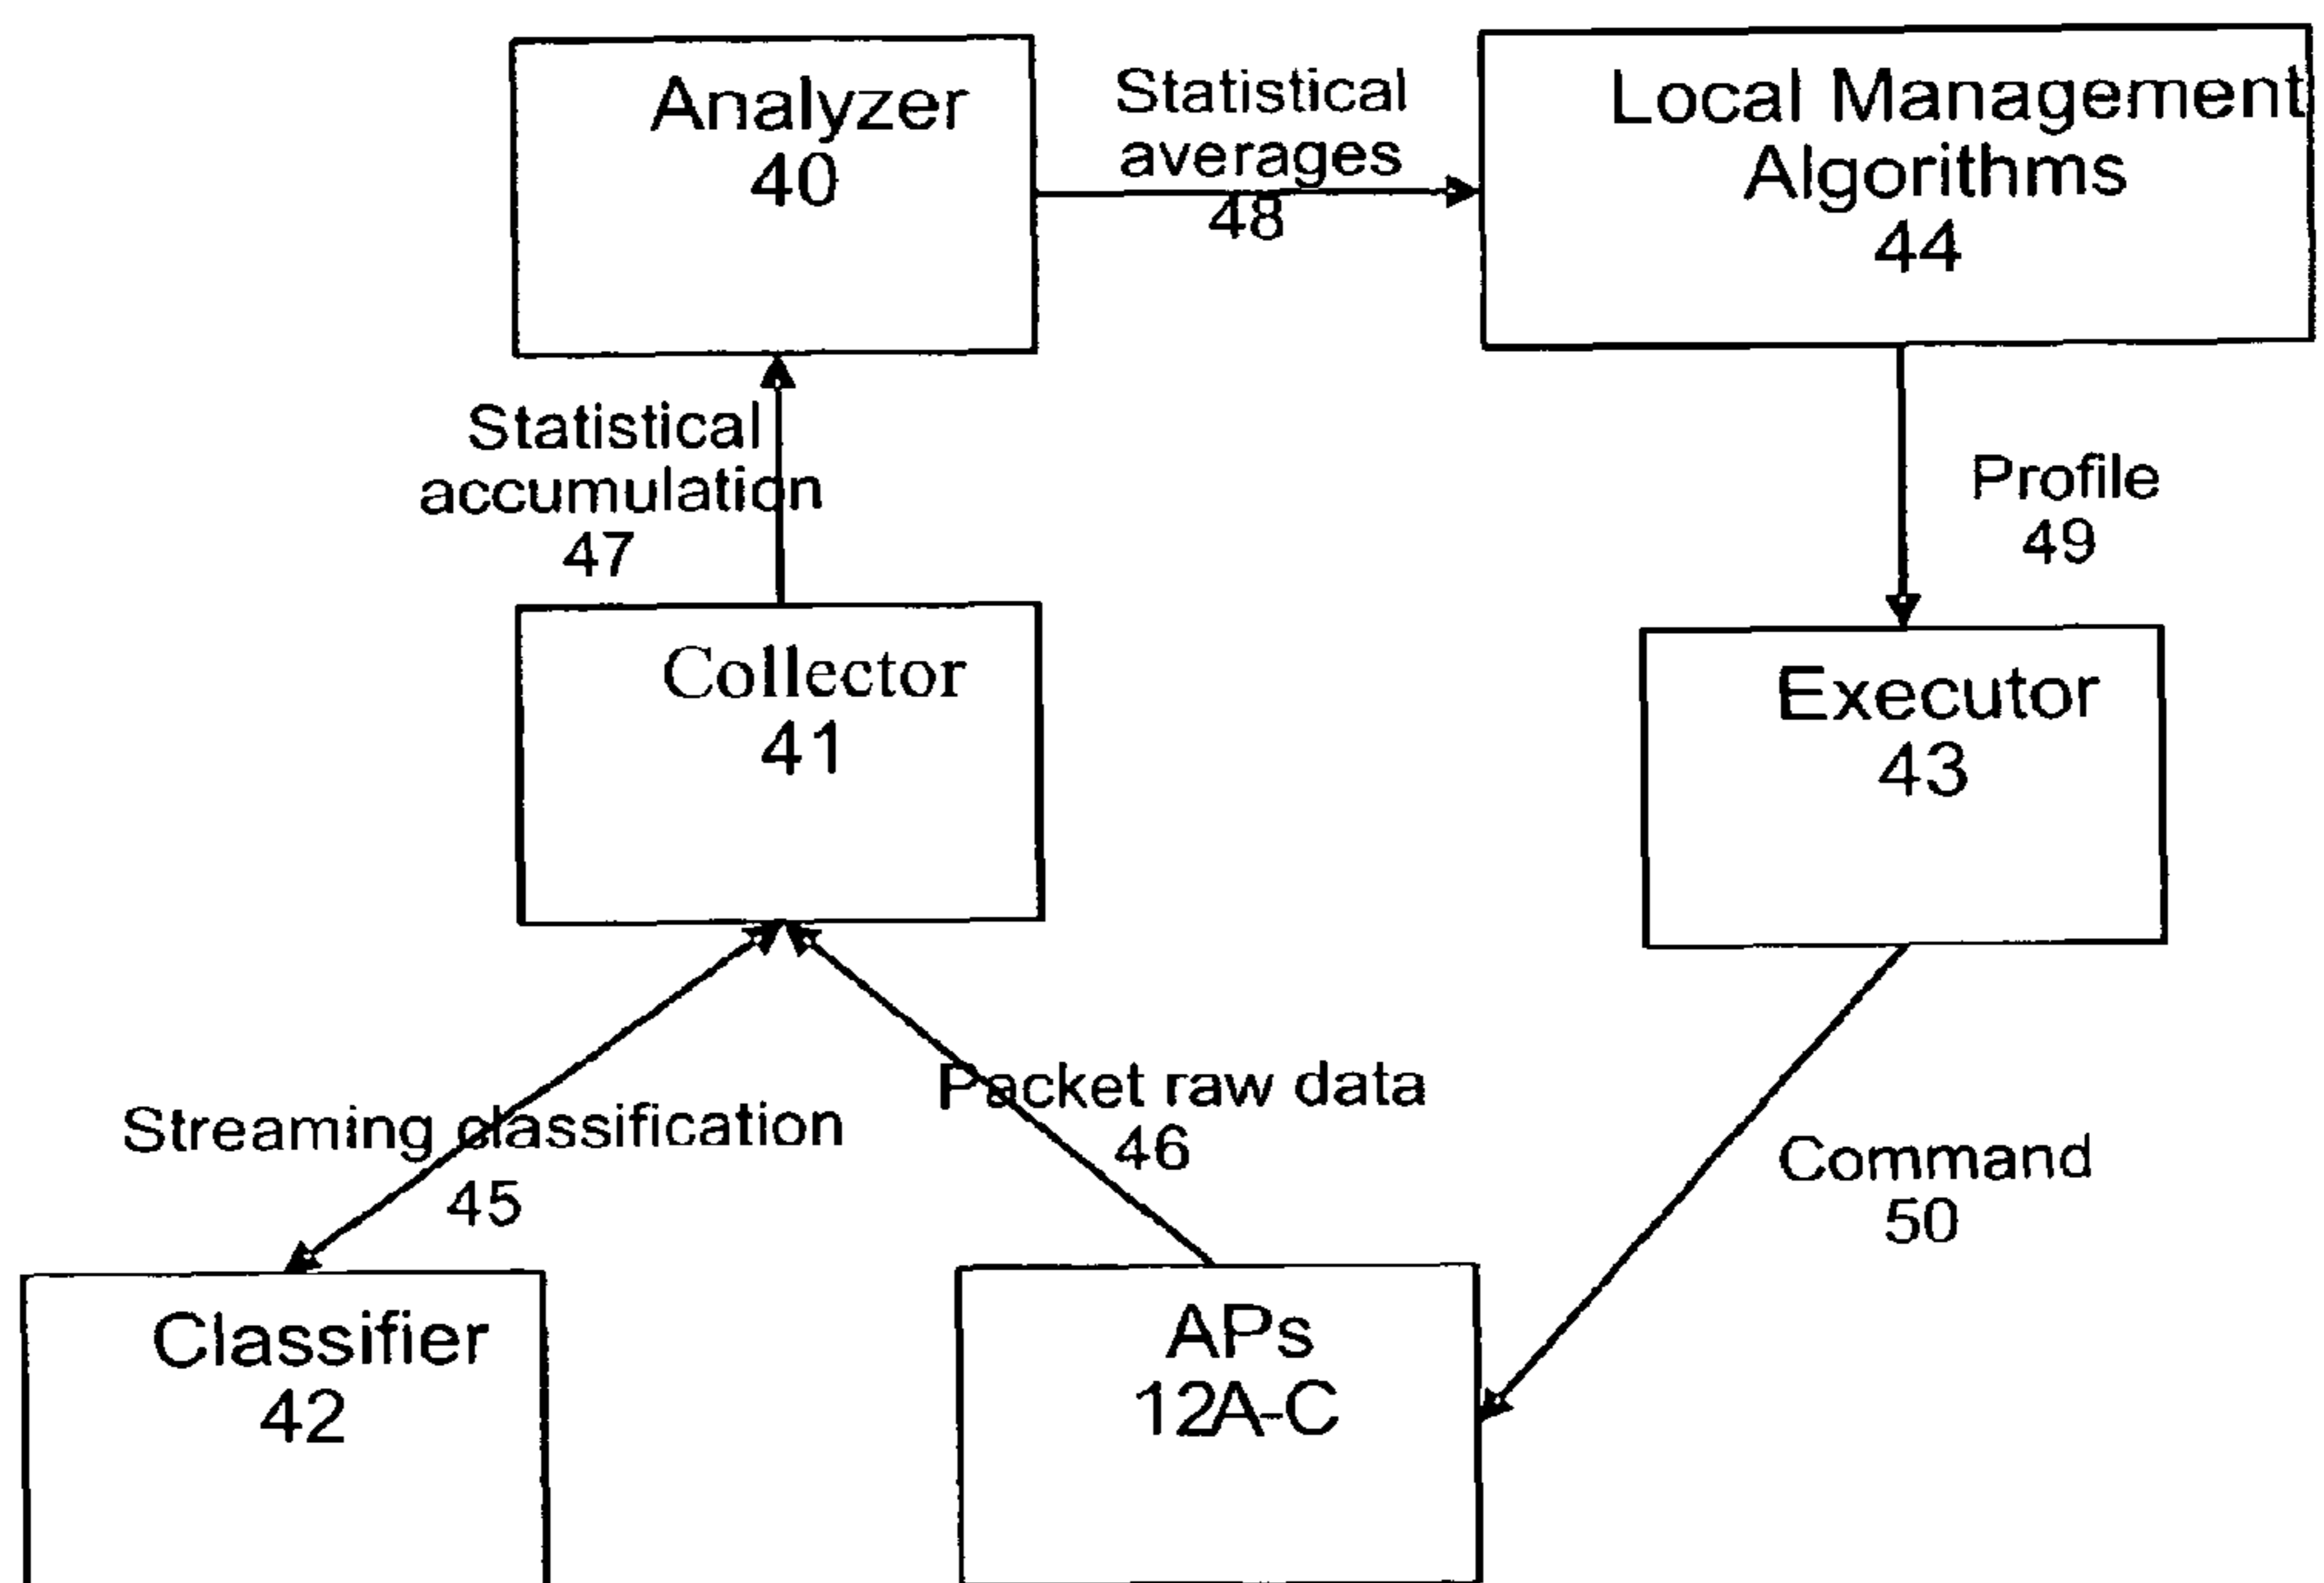 Analyzer
40
Statistical
averages
48
Local Management
Algorithms
44
Statistical
accumulation
47
Profile
49
Collector
41
Executor
43
Streaming classification
45
Packet raw data
46
Command
50
Classifier
42
APs
12A-C